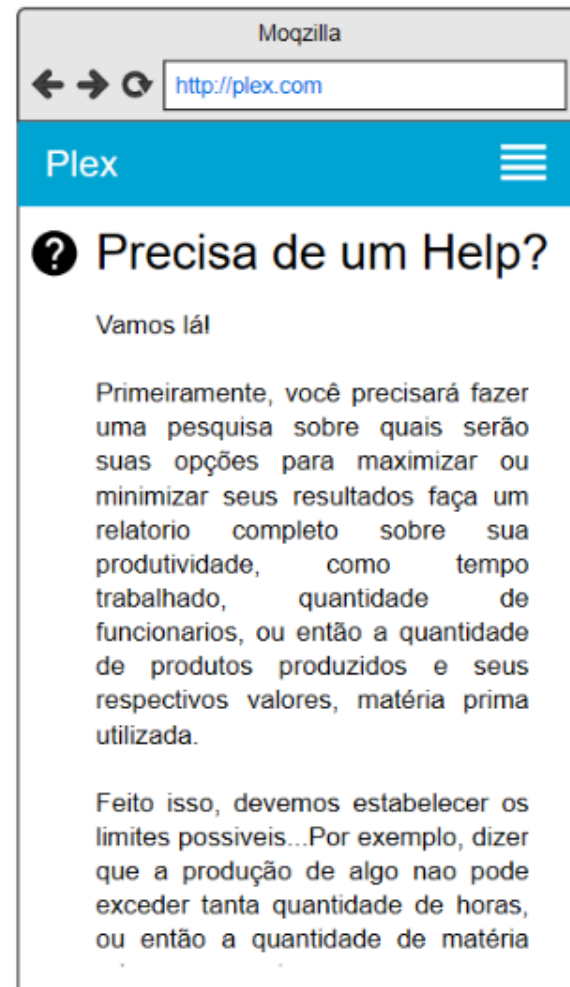 Moqzilla
http://plex.com
Plex
Precisa de um Help?
Vamos lá!
Primeiramente, você precisará fazer
uma pesquisa sobre quais serão
suas opções para maximizar ou
minimizar seus resultados faça um
relatorio completo sobre sua
produtividade, como tempo
trabalhado, quantidade de
funcionarios, ou então a quantidade
de produtos produzidos e seus
respectivos valores, matéria prima
utilizada.
Feito isso, devemos estabelecer os
limites possiveis...Por exemplo, dizer
que a produção de algo nao pode
exceder tanta quantidade de horas,
ou então a quantidade de matéria